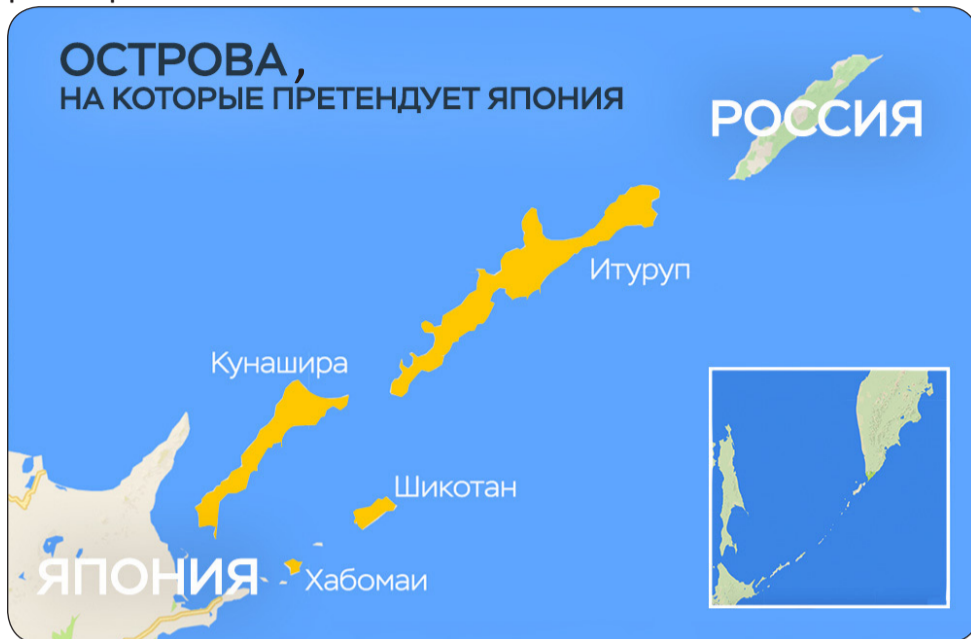 ОСТРОВА,
НА КОТОРЫЕ ПРЕТЕНДУЕТ ЯПОНИЯ
РОССИЯ
Итуруп
Кунашира
Шикотан
ЯПОНИЯ
Хабомаи